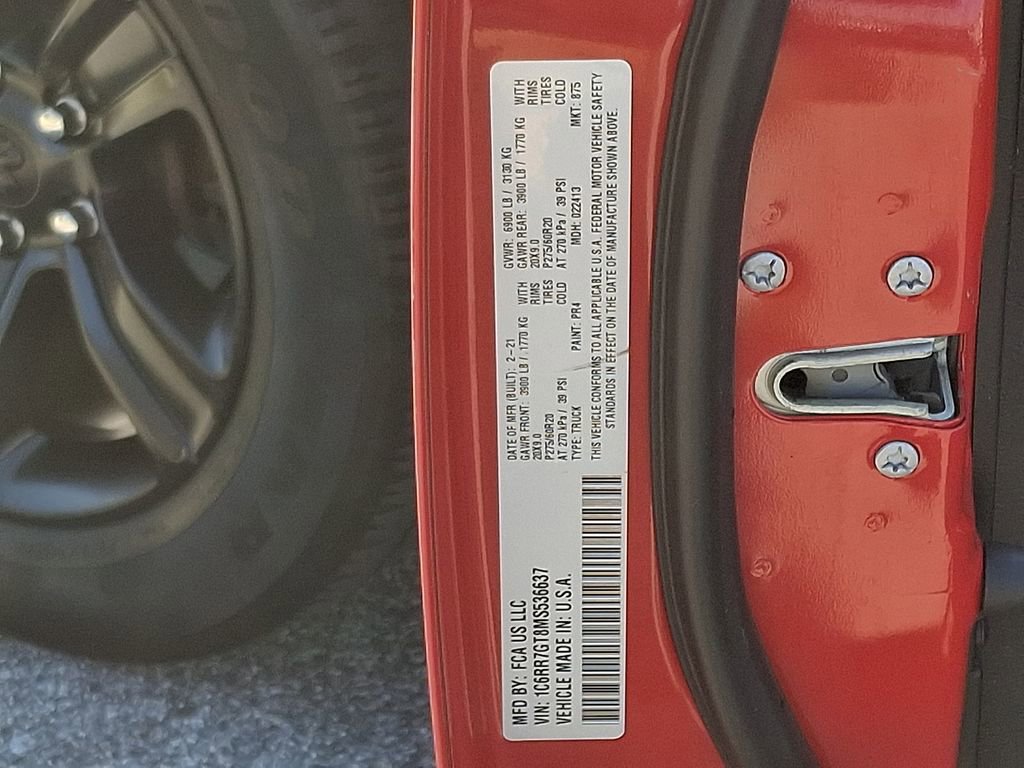 MFD BY: FCA US LLC
VIN: 1C6RR7GT8MS536637
VEHICLE MADE IN: U.S.A.
DATE OF MFR (BUILT): 2-21 GVWR: 6900 LB / 3130 KG
GAWR FRONT: 3900 LB / 1770 KG WITH GAWR REAR: 3900 LB / 1770 KG WITH
20X9.0 RIMS 20X9.0 RIMS
P275/60R20 TIRES P275/60R20 TIRES
AT 270 kPa / 39 PSI COLD AT 270 kPa / 39 PSI COLD
TYPE: TRUCK PAINT: PR4 MDH: 022413 MKT: 875
THIS VEHICLE CONFORMS TO ALL APPLICABLE U.S.A. FEDERAL MOTOR VEHICLE SAFETY
STANDARDS IN EFFECT ON THE DATE OF MANUFACTURE SHOWN ABOVE.